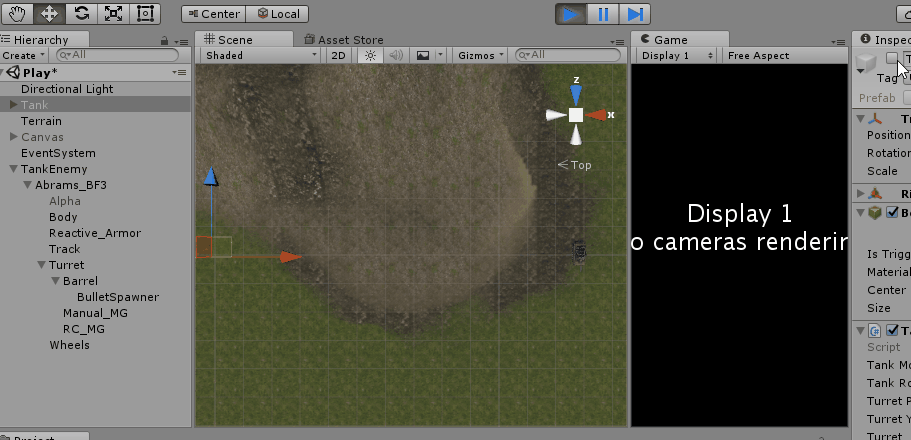 Center
Local
Hierarchy
Scene
Asset Store
Game
Inspec
Create
All
Shaded
2D
Gizmos
All
Display 1
Free Aspect
T
Play*
Directional Light
Tank
Terrain
Canvas
EventSystem
TankEnemy
Abrams_BF3
Alpha
Body
Reactive_Armor
Track
Turret
Barrel
BulletSpawner
Manual_MG
RC_MG
Wheels
z
x
Top
Display 1
o cameras renderin
Tag
Prefab
Tr
Position
Rotation
Scale
Ri
Bo
Is Trigg
Material
Center
Size
Ta
Script
Tank Mo
Tank Ro
Turret P
Turret Y
Turret
Project